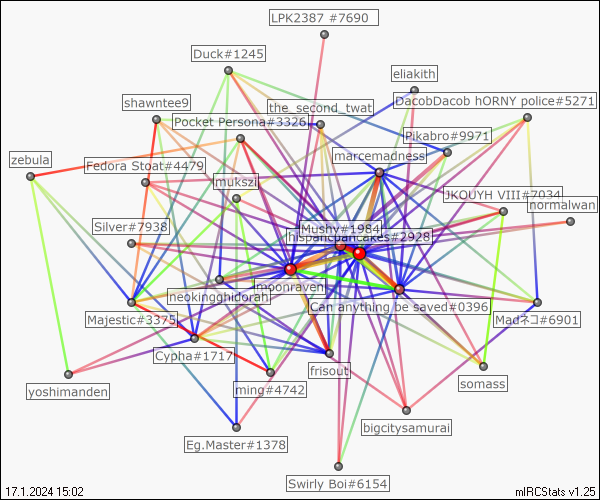 LPK2387 #7690
Duck#1245
eliakith
DacobDacob hORNY police#5271
shawntee9
the_second_twat
Pocket Persona#3326
Pikabro#9971
marcemadness
zebula
Fedora Stoat#4479
mukszi
JKOUH VIII#7034
normalwan
Silver#7938
Mushy#1984
hispancpancakes#2928
moonraven
neokingghidorah
Can anything be saved#0396
Majestic#3375
Madネコ#6901
Cypha#1717
frisout
ming#4742
somass
yoshimanden
bigcitysamurai
Eg.Master#1378
Swirly Boi#6154
17.1.2024 15:02
mIRCStats v1.25